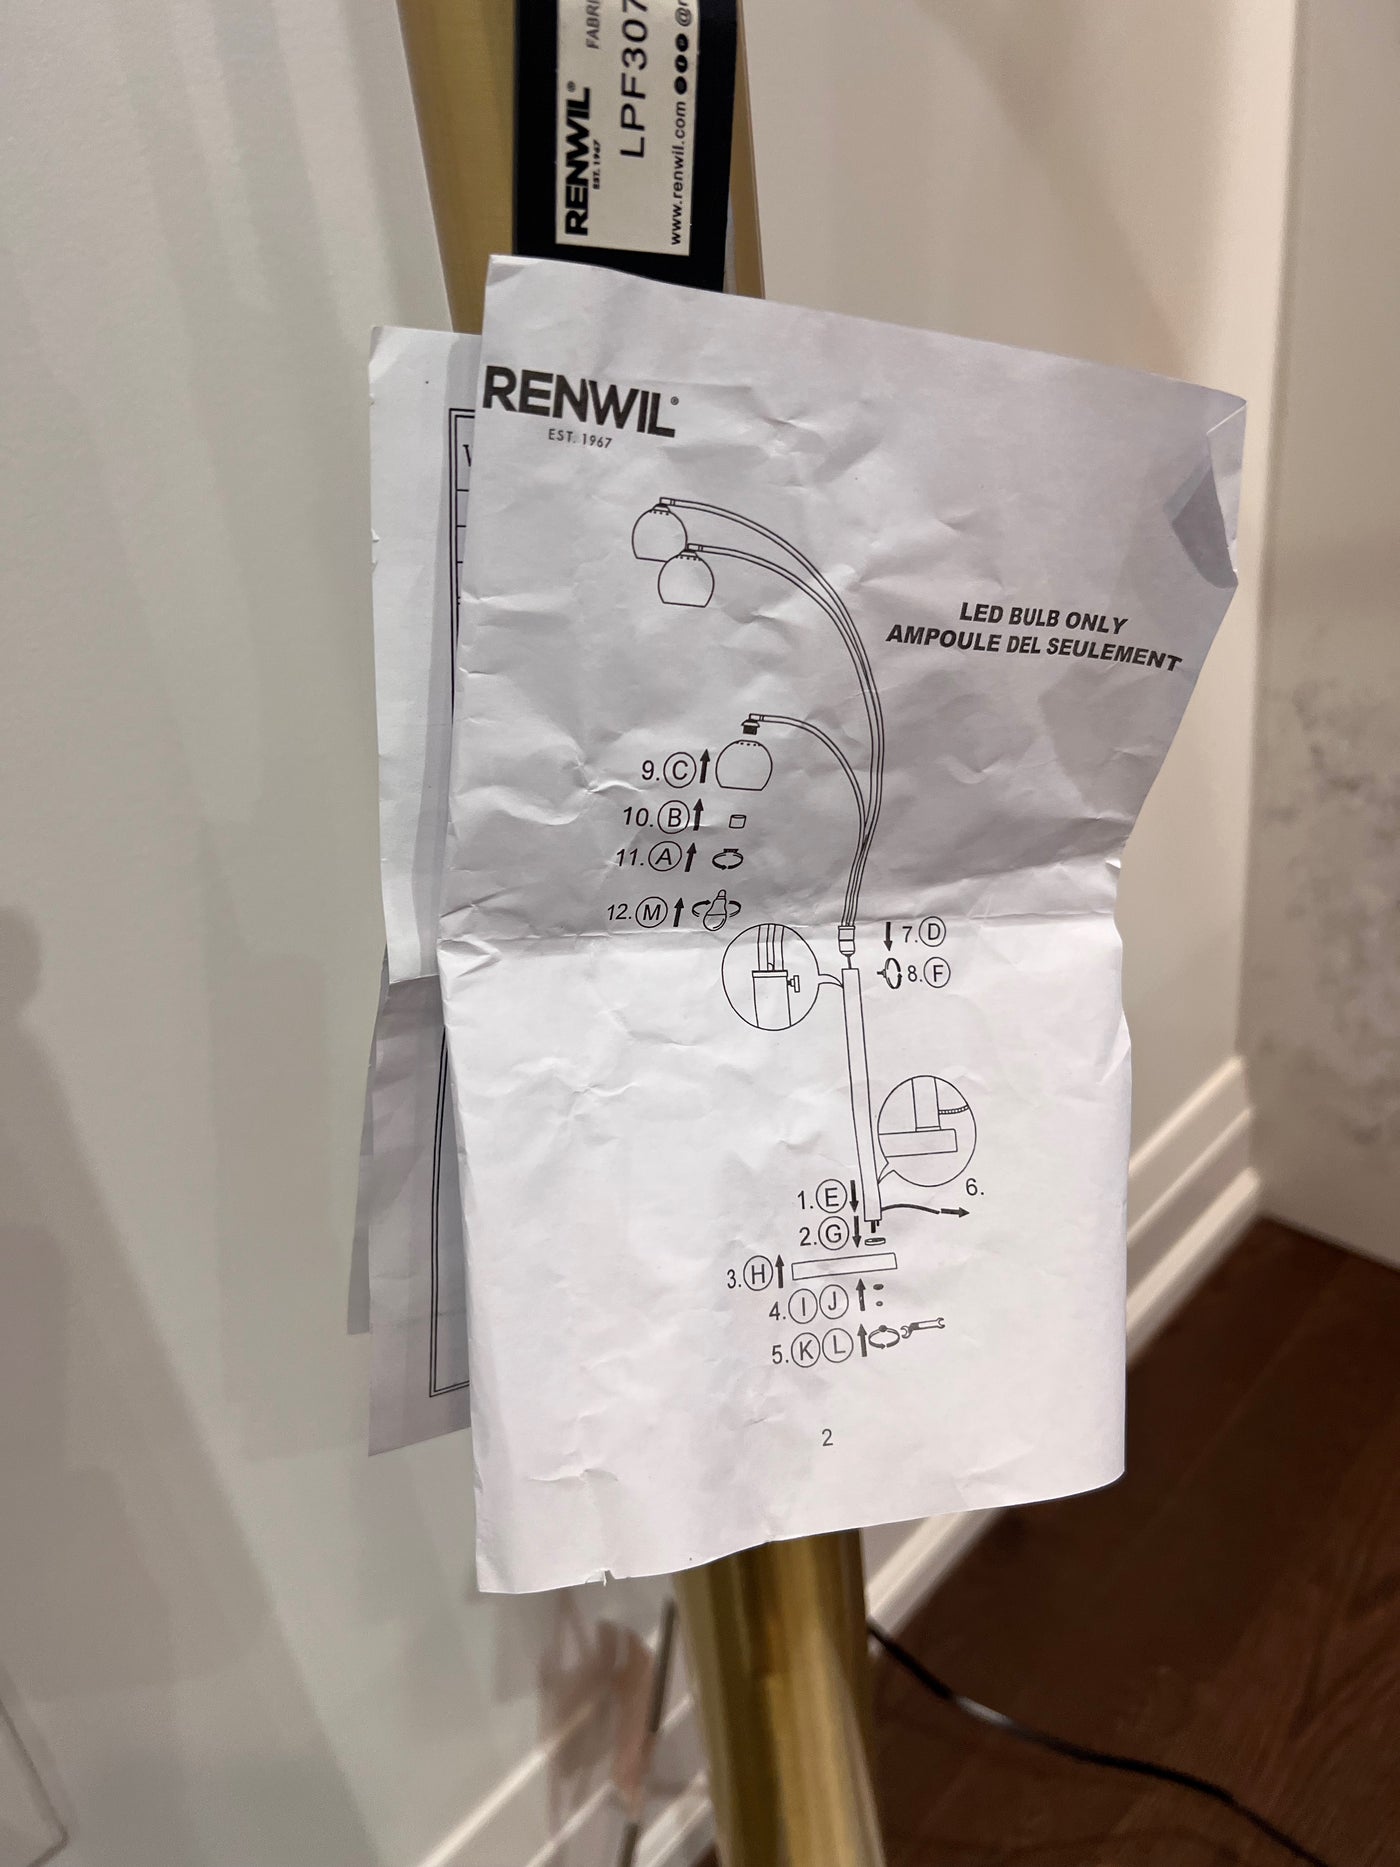 RENWIL®
EST. 1967
LPF307
www.renwil.com
RENWIL®
EST. 1967
LED BULB ONLY
AMPOULE DEL SEULEMENT
9. C
10. B
11. A
12. M
7. D
8. F
6.
1. E
2. G
3. H
4. I J
5. K L
2